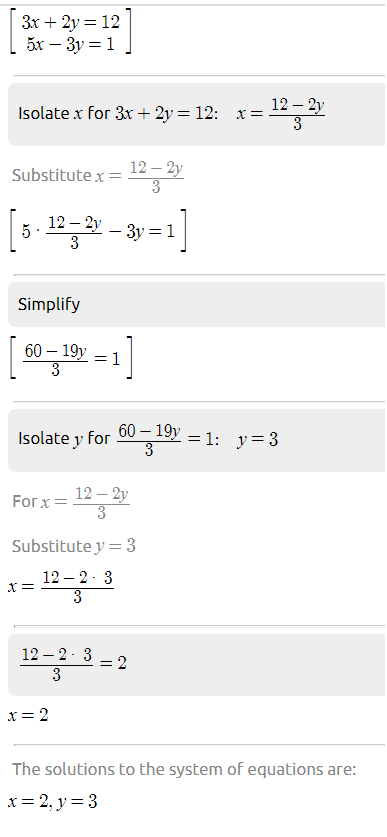 3x + 2y = 12
5x − 3y = 1
Isolate x for 3x + 2y = 12: x = (12 − 2y)/3
Substitute x = (12 − 2y)/3
[5 · (12 − 2y)/3 − 3y = 1]
Simplify
[(60 − 19y)/3 = 1]
Isolate y for (60 − 19y)/3 = 1: y = 3
For x = (12 − 2y)/3
Substitute y = 3
x = (12 − 2 · 3)/3
(12 − 2 · 3)/3 = 2
x = 2
The solutions to the system of equations are:
x = 2, y = 3